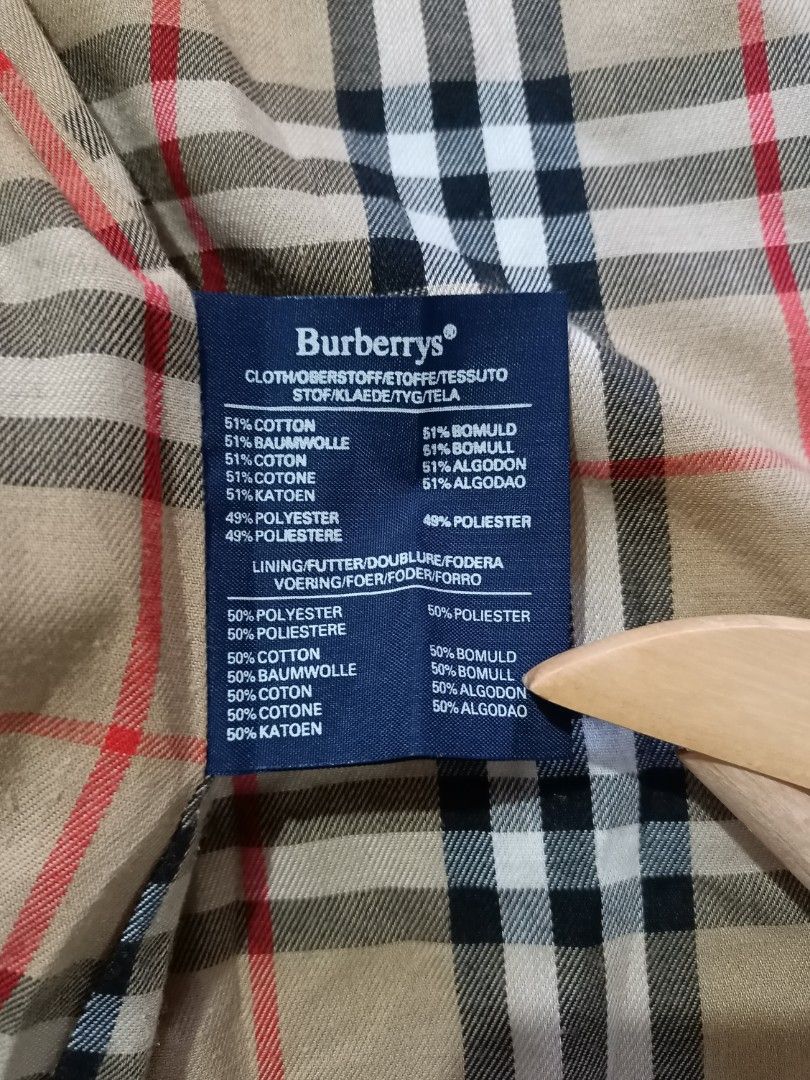 Burberrys®
CLOTH/OBERSTOFF/ETOFFE/TESSUTO
STOF/KLAEDE/TYG/TELA
51% COTTON
51% BAUMWOLLE
51% COTON
51% COTONE
51% KATOEN
51% BOMULD
51% BOMULL
51% ALGODON
51% ALGODAO
49% POLYESTER
49% POLIESTERE
49% POLIESTER
LINING/FUTTER/DOUBLURE/FODERA
VOERING/FOER/FODER/FORRO
50% POLYESTER
50% POLIESTERE
50% POLIESTER
50% COTTON
50% BAUMWOLLE
50% COTON
50% COTONE
50% KATOEN
50% BOMULD
50% BOMULL
50% ALGODON
50% ALGODAO